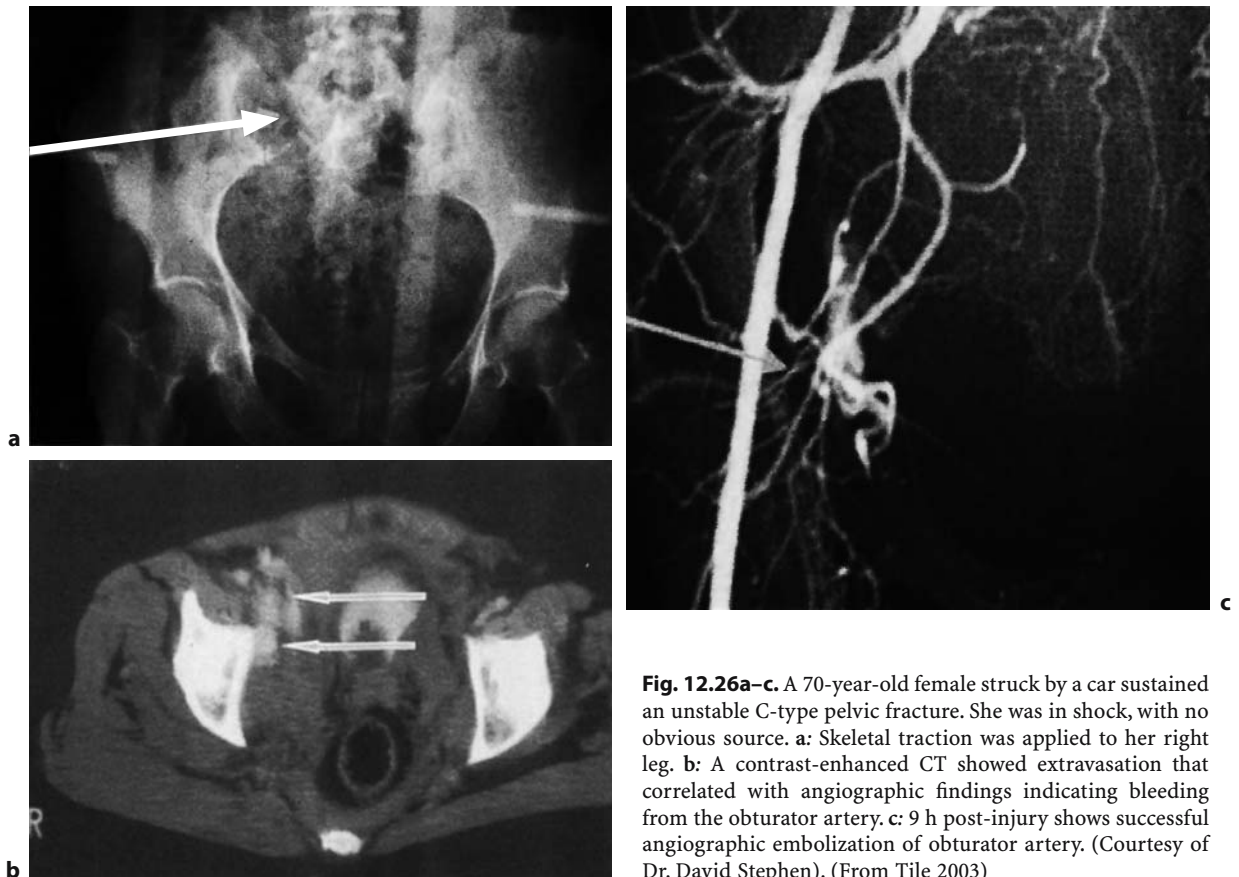 a
R
b
c
Fig. 12.26a–c. A 70-year-old female struck by a car sustained
an unstable C-type pelvic fracture. She was in shock, with no
obvious source. a: Skeletal traction was applied to her right
leg. b: A contrast-enhanced CT showed extravasation that
correlated with angiographic findings indicating bleeding
from the obturator artery. c: 9 h post-injury shows successful
angiographic embolization of obturator artery. (Courtesy of
Dr. David Stephen). (From Tile 2003)